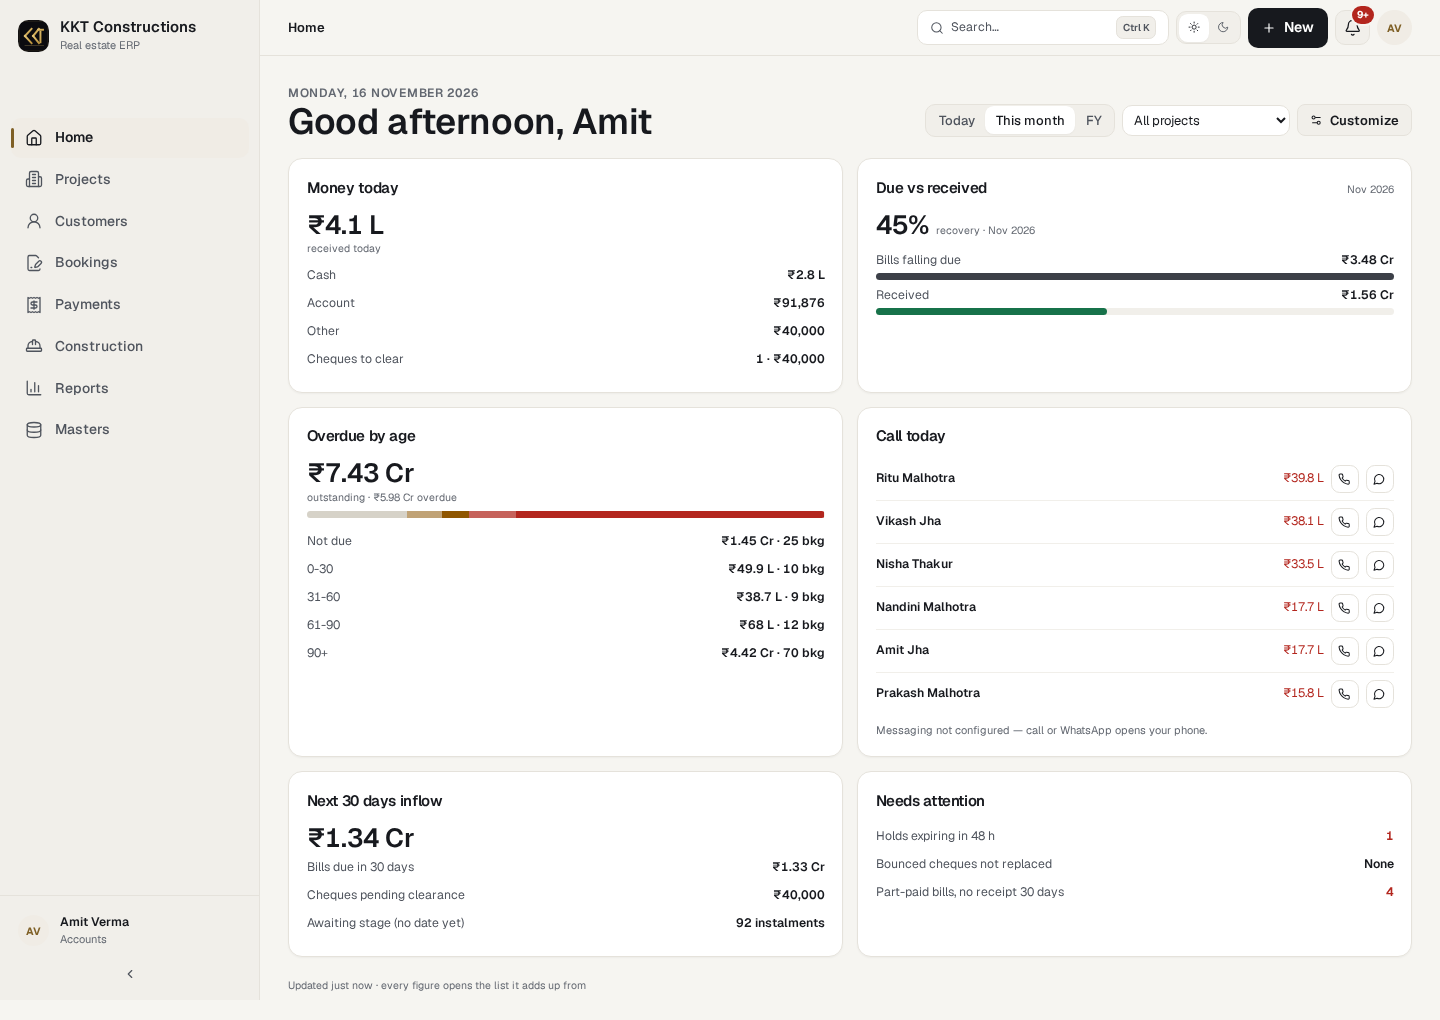 KKT Constructions
Real estate ERP
Home
Projects
Customers
Bookings
Payments
Construction
Reports
Masters
AV
Amit Verma
Accounts
Home
Search...
Ctrl K
New
9+
AV
MONDAY, 16 NOVEMBER 2026
Good afternoon, Amit
Today
This month
FY
All projects
Customize
Money today
₹4.1 L
received today
Cash ₹2.8 L
Account ₹91,876
Other ₹40,000
Cheques to clear 1 · ₹40,000
Due vs received Nov 2026
45% recovery · Nov 2026
Bills falling due ₹3.48 Cr
Received ₹1.56 Cr
Overdue by age
₹7.43 Cr
outstanding · ₹5.98 Cr overdue
Not due ₹1.45 Cr · 25 bkg
0-30 ₹49.9 L · 10 bkg
31-60 ₹38.7 L · 9 bkg
61-90 ₹68 L · 12 bkg
90+ ₹4.42 Cr · 70 bkg
Call today
Ritu Malhotra ₹39.8 L
Vikash Jha ₹38.1 L
Nisha Thakur ₹33.5 L
Nandini Malhotra ₹17.7 L
Amit Jha ₹17.7 L
Prakash Malhotra ₹15.8 L
Messaging not configured — call or WhatsApp opens your phone.
Next 30 days inflow
₹1.34 Cr
Bills due in 30 days ₹1.33 Cr
Cheques pending clearance ₹40,000
Awaiting stage (no date yet) 92 instalments
Needs attention
Holds expiring in 48 h 1
Bounced cheques not replaced None
Part-paid bills, no receipt 30 days 4
Updated just now · every figure opens the list it adds up from